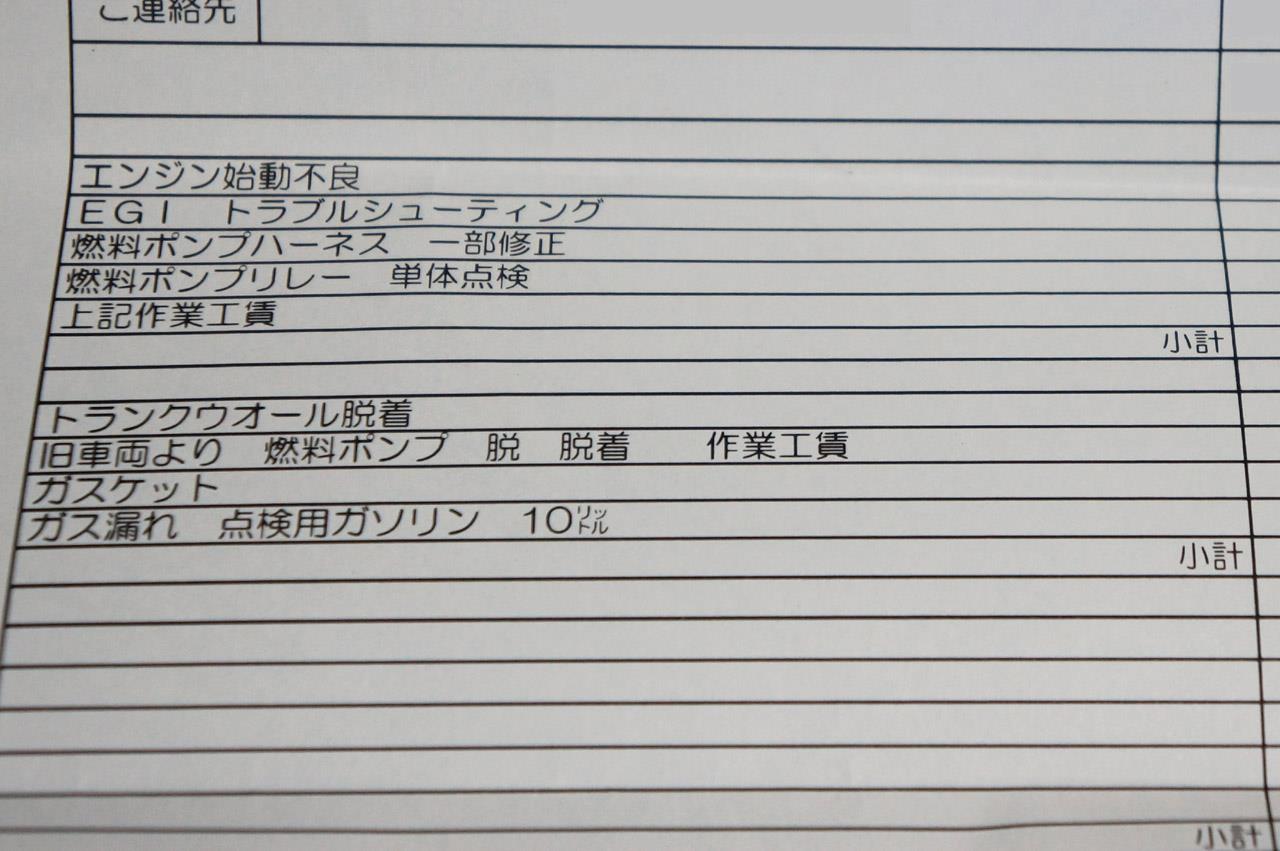 ご連絡先
エンジン始動不良
EGI　トラブルシューティング
燃料ポンプハーネス　一部修正
燃料ポンプリレー　単体点検
上記作業工賃
小計
トランクウオール脱着
旧車両より　燃料ポンプ　脱　脱着　　作業工賃
ガスケット
ガス漏れ　点検用ガソリン　10㍑
小計
小計